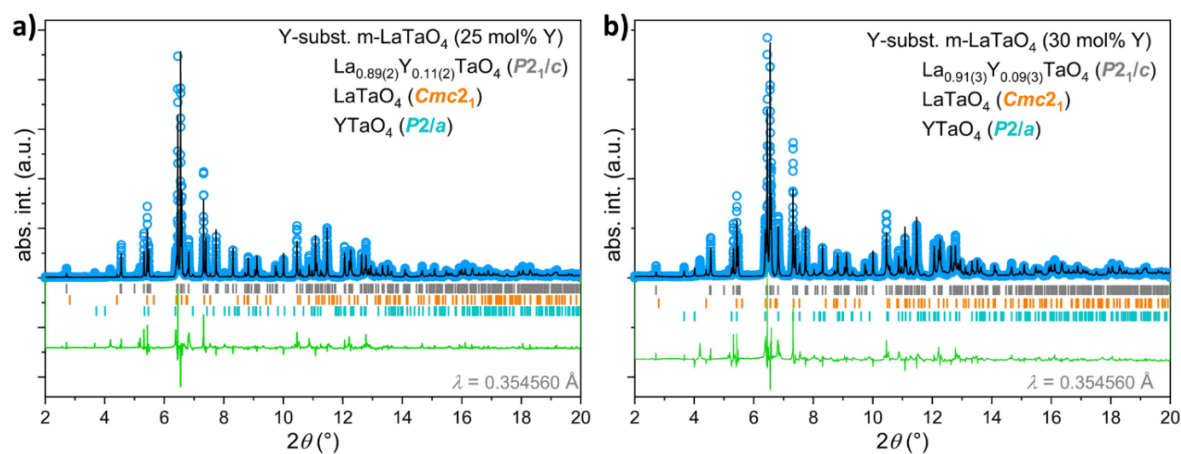 a)
Y-subst. m-LaTaO₄ (25 mol% Y)
La₀.₈₉₍₂₎Y₀.₁₁₍₂₎TaO₄ (P2₁/c)
LaTaO₄ (Cmc2₁)
YTaO₄ (P2/a)
abs. int. (a.u.)
λ = 0.354560 Å
2 4 6 8 10 12 14 16 18 20
2θ (°)
b)
Y-subst. m-LaTaO₄ (30 mol% Y)
La₀.₉₁₍₃₎Y₀.₀₉₍₃₎TaO₄ (P2₁/c)
LaTaO₄ (Cmc2₁)
YTaO₄ (P2/a)
abs. int. (a.u.)
λ = 0.354560 Å
2 4 6 8 10 12 14 16 18 20
2θ (°)